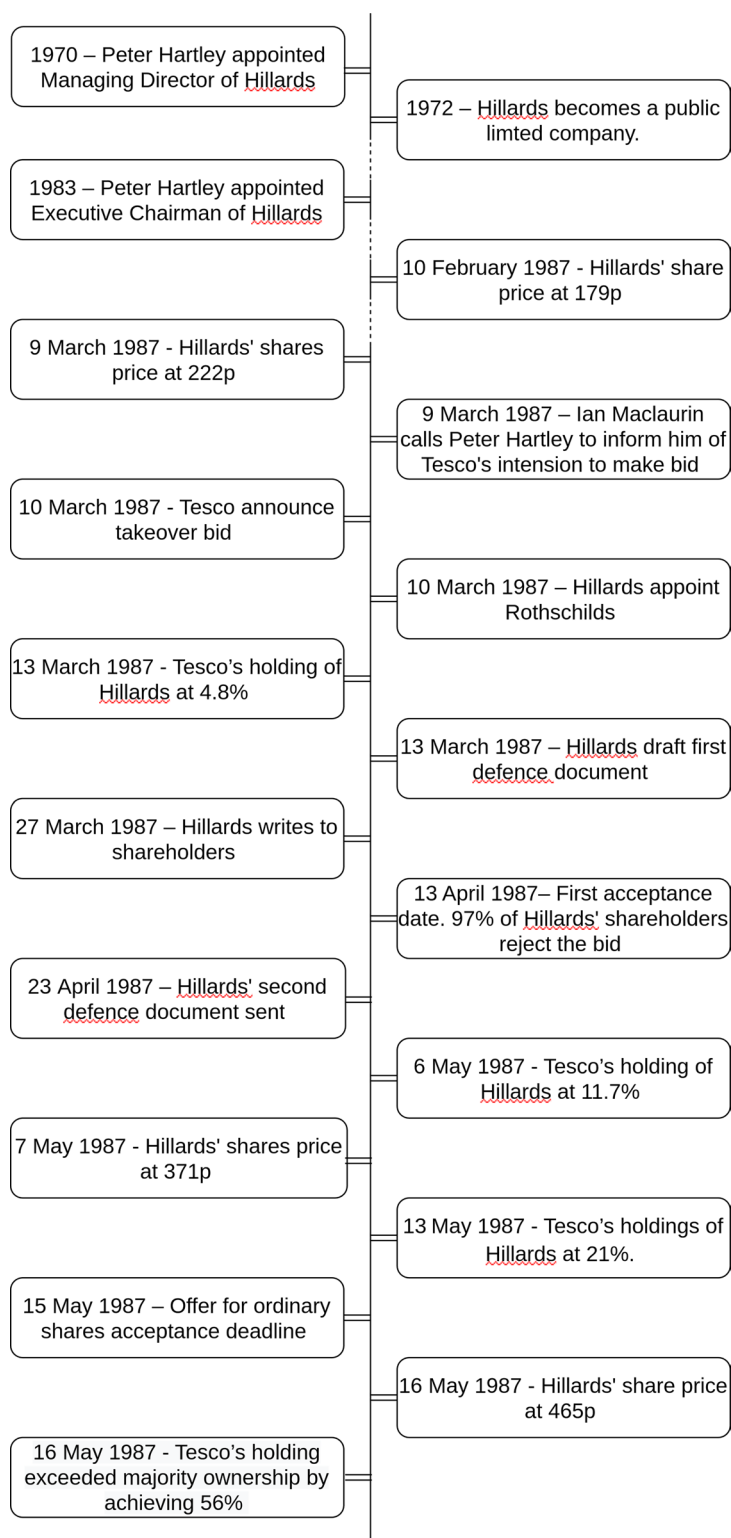 1970 – Peter Hartley appointed
Managing Director of Hillards
1972 – Hillards becomes a public
limted company.
1983 – Peter Hartley appointed
Executive Chairman of Hillards
10 February 1987 - Hillards' share
price at 179p
9 March 1987 - Hillards' shares
price at 222p
9 March 1987 – Ian Maclaurin
calls Peter Hartley to inform him of
Tesco's intension to make bid
10 March 1987 - Tesco announce
takeover bid
10 March 1987 – Hillards appoint
Rothschilds
13 March 1987 - Tesco’s holding of
Hillards at 4.8%
13 March 1987 – Hillards draft first
defence document
27 March 1987 – Hillards writes to
shareholders
13 April 1987– First acceptance
date. 97% of Hillards' shareholders
reject the bid
23 April 1987 – Hillards' second
defence document sent
6 May 1987 - Tesco’s holding of
Hillards at 11.7%
7 May 1987 - Hillards' shares price
at 371p
13 May 1987 - Tesco’s holdings of
Hillards at 21%.
15 May 1987 – Offer for ordinary
shares acceptance deadline
16 May 1987 - Hillards' share price
at 465p
16 May 1987 - Tesco’s holding
exceeded majority ownership by
achieving 56%